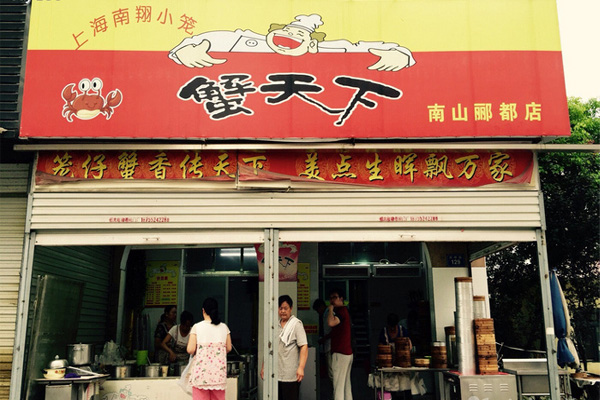 上海南翔小笼
蟹天下
南山郦都店
笼仔蟹香传天下 美点生晖飘万家